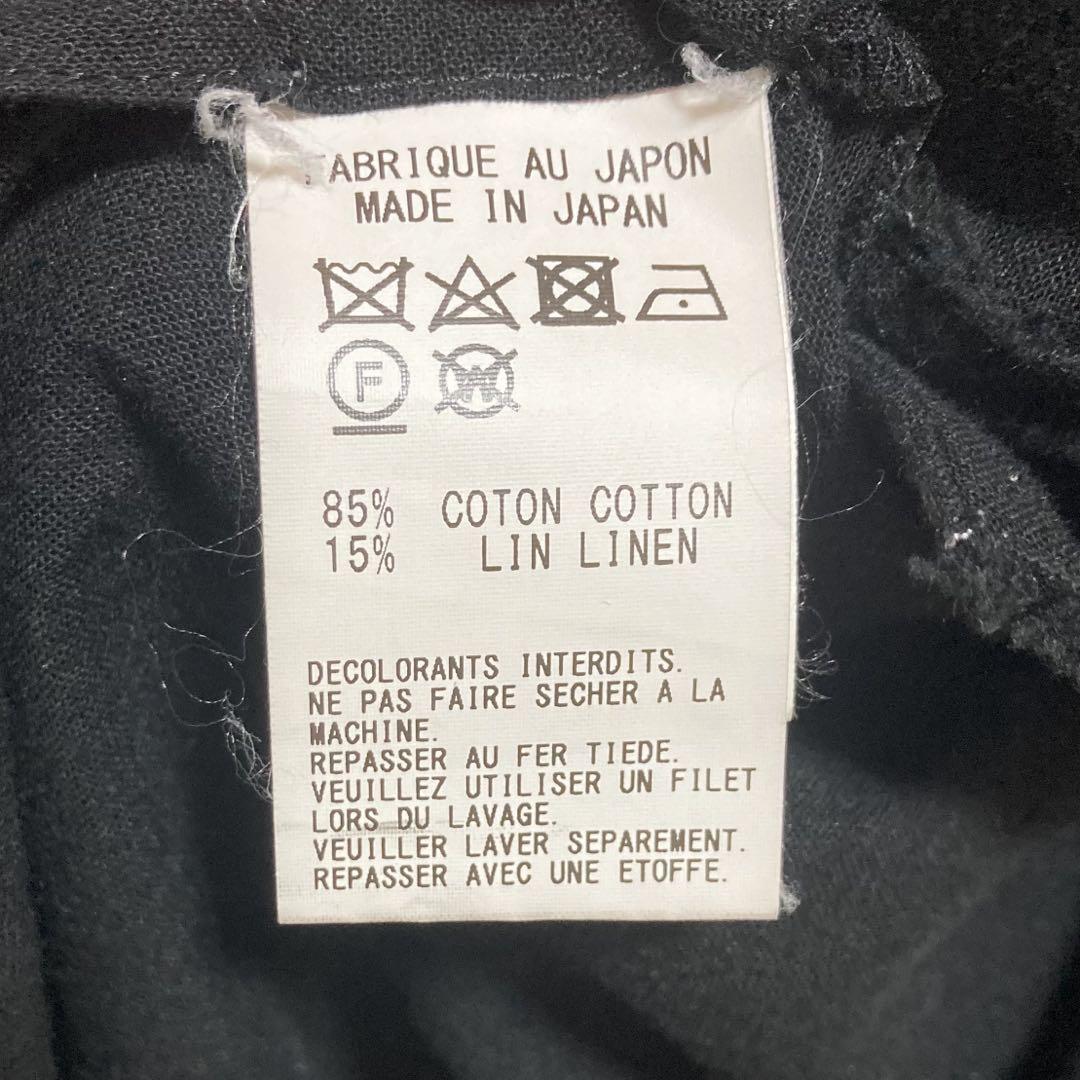 FABRIQUE AU JAPON
MADE IN JAPAN
F W
85% COTON COTTON
15% LIN LINEN
DECOLORANTS INTERDITS.
NE PAS FAIRE SECHER A LA
MACHINE.
REPASSER AU FER TIEDE.
VEUILLEZ UTILISER UN FILET
LORS DU LAVAGE.
VEUILLER LAVER SEPAREMENT.
REPASSER AVEC UNE ETOFFE.